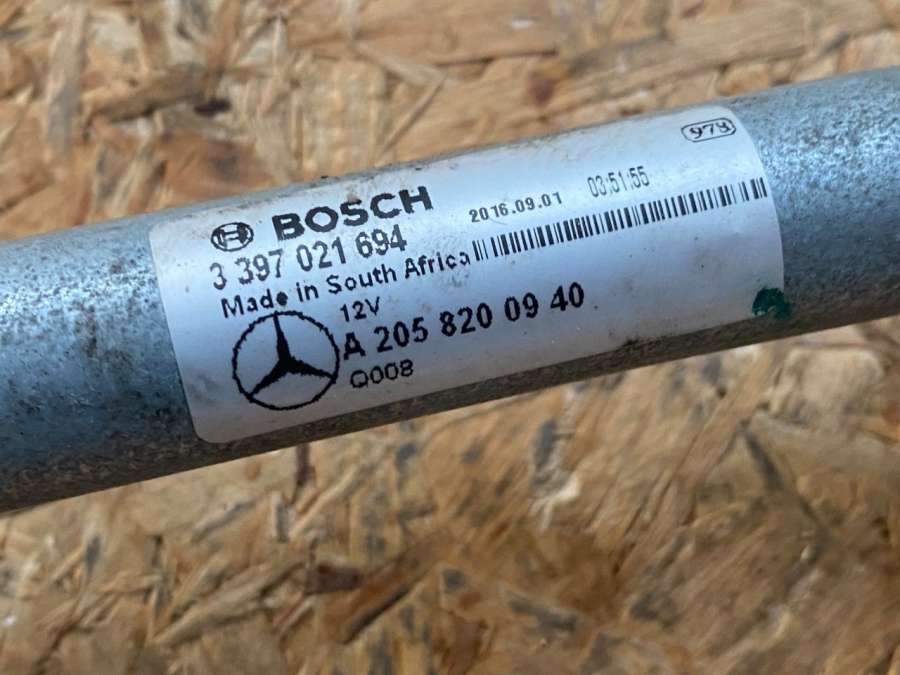 978
BOSCH 2016.09.01 03:51:55
3 397 021 694
Made in South Africa
12V
A 205 820 09 40
Q008